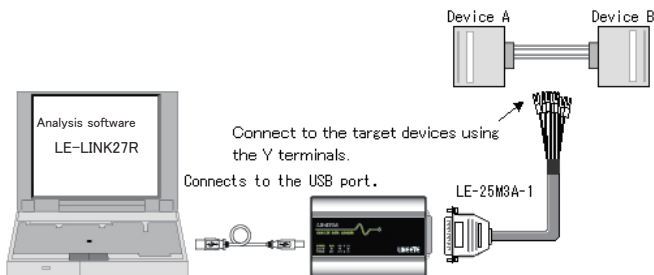 Device A
Device B
Analysis software
LE-LINK27R
Connect to the target devices using
the Y terminals.
Connects to the USB port.
LE-25M3A-1